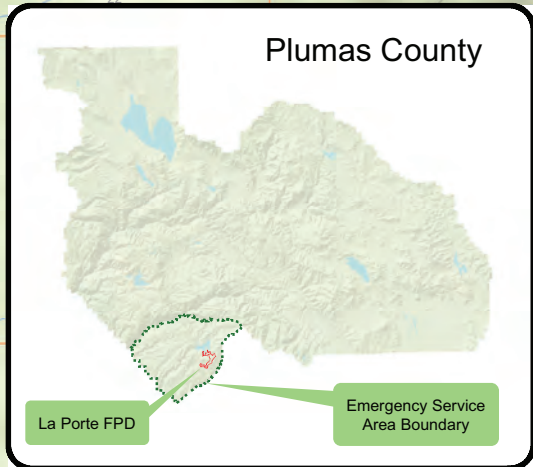 Plumas County
La Porte FPD
Emergency Service
Area Boundary